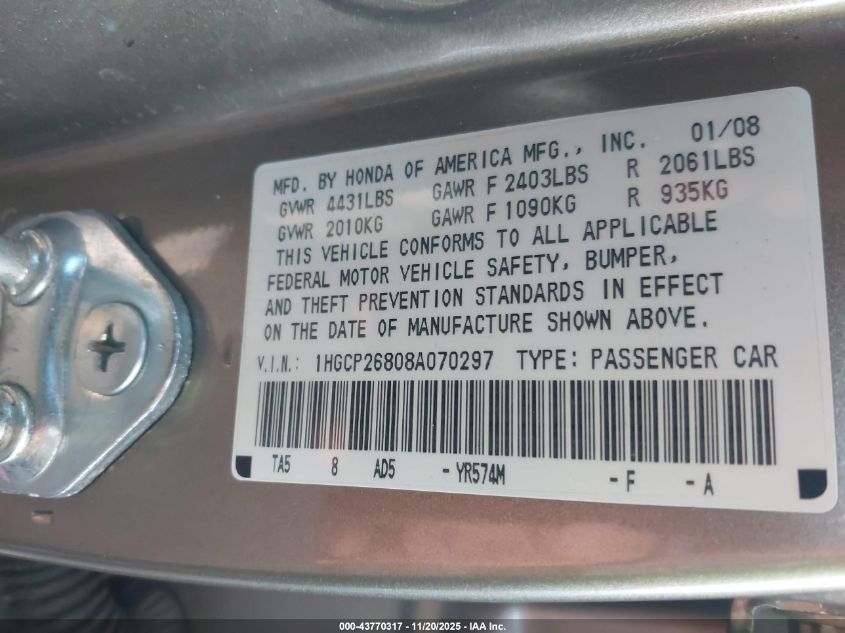 MFD. BY HONDA OF AMERICA MFG., INC. 01/08
GVWR 4431LBS GAWR F 2403LBS R 2061LBS
GVWR 2010KG GAWR F 1090KG R 935KG
THIS VEHICLE CONFORMS TO ALL APPLICABLE
FEDERAL MOTOR VEHICLE SAFETY, BUMPER,
AND THEFT PREVENTION STANDARDS IN EFFECT
ON THE DATE OF MANUFACTURE SHOWN ABOVE.
V.I.N.: 1HGCP26808A070297 TYPE: PASSENGER CAR
TA5 8 AD5 -YR574M -F -A
000-43770317 - 11/20/2025 - IAA Inc.